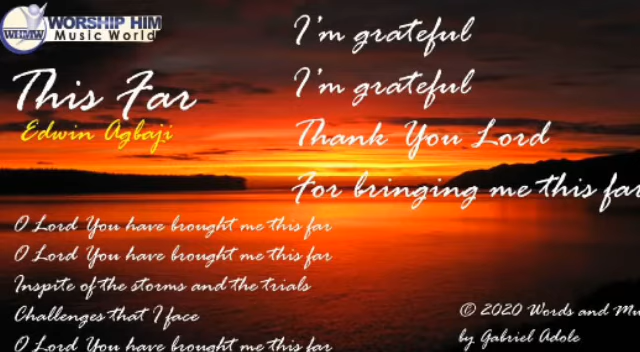 WORSHIP HIM
WHMW
Music World
This Far
Edwin Agbaji
I'm grateful
I'm grateful
Thank You Lord
For bringing me this far
O Lord You have brought me this far
O Lord You have brought me this far
Inspite of the storms and the trials
Challenges that I face
O Lord You have brought me this far
© 2020 Words and Mu
by Gabriel Adole